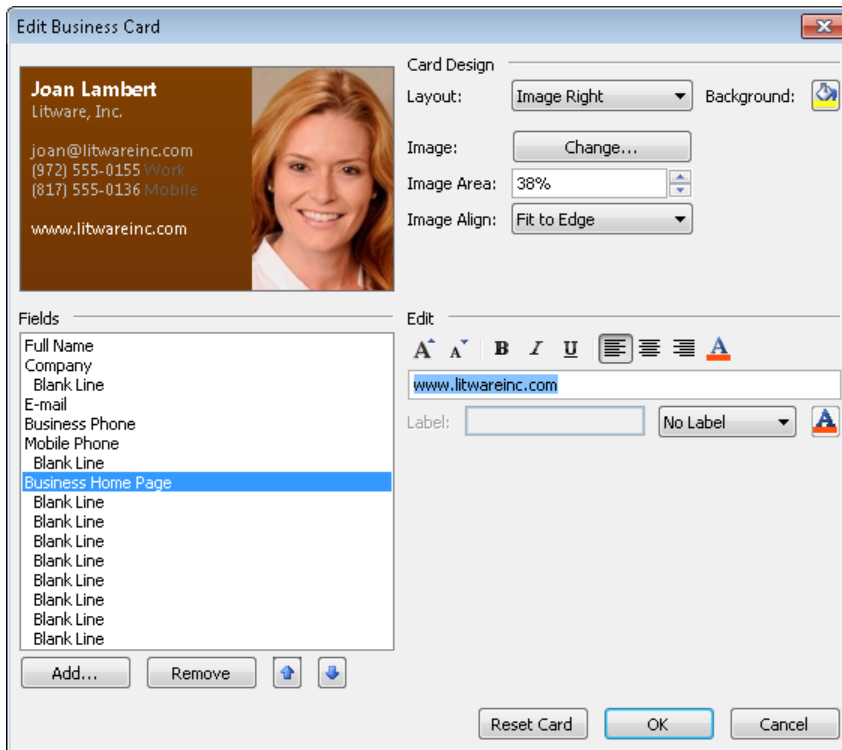 Edit Business Card
Joan Lambert
Litware, Inc.
joan@litwareinc.com
(972) 555-0155 Work
(817) 555-0136 Mobile
www.litwareinc.com
Card Design
Layout: Image Right Background:
Image: Change...
Image Area: 38%
Image Align: Fit to Edge
Fields
Full Name
Company
Blank Line
E-mail
Business Phone
Mobile Phone
Blank Line
Business Home Page
Blank Line
Blank Line
Blank Line
Blank Line
Blank Line
Blank Line
Blank Line
Blank Line
Add... Remove
Edit
A A B I U A
www.litwareinc.com
Label: No Label A
Reset Card OK Cancel